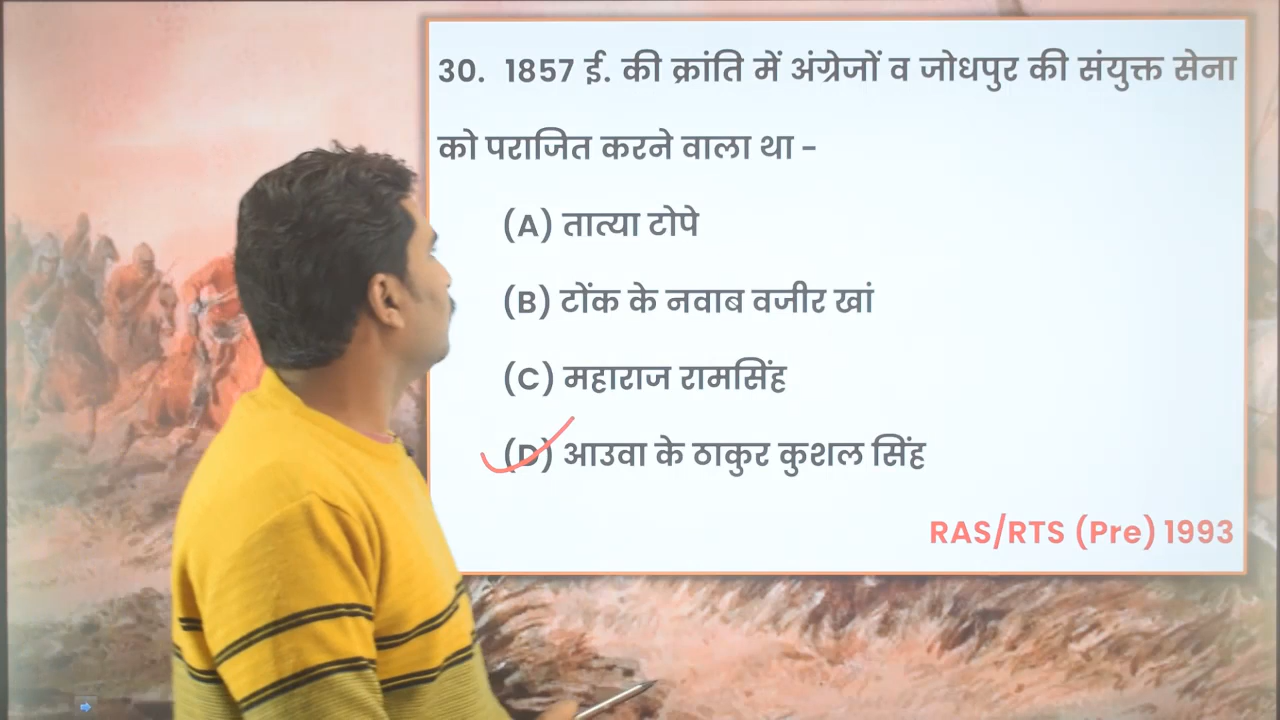 30. 1857 ई. की क्रांति में अंग्रेजों व जोधपुर की संयुक्त सेना
को पराजित करने वाला था -
(A) तात्या टोपे
(B) टोंक के नवाब वजीर खां
(C) महाराज रामसिंह
(D) आउवा के ठाकुर कुशल सिंह
RAS/RTS (Pre) 1993